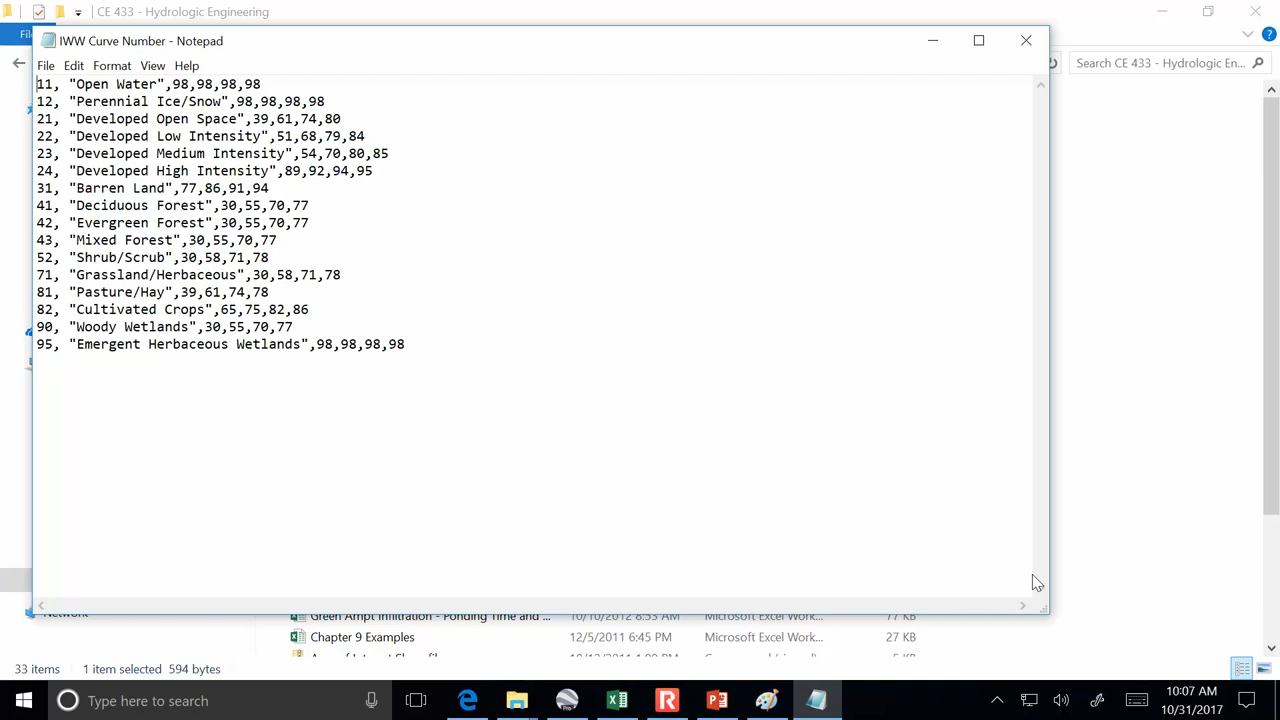 CE 433 - Hydrologic Engineering
IWW Curve Number - Notepad
File Edit Format View Help
Search CE 433 - Hydrologic En...
11, "Open Water",98,98,98,98
12, "Perennial Ice/Snow",98,98,98,98
21, "Developed Open Space",39,61,74,80
22, "Developed Low Intensity",51,68,79,84
23, "Developed Medium Intensity",54,70,80,85
24, "Developed High Intensity",89,92,94,95
31, "Barren Land",77,86,91,94
41, "Deciduous Forest",30,55,70,77
42, "Evergreen Forest",30,55,70,77
43, "Mixed Forest",30,55,70,77
52, "Shrub/Scrub",30,58,71,78
71, "Grassland/Herbaceous",30,58,71,78
81, "Pasture/Hay",39,61,74,78
82, "Cultivated Crops",65,75,82,86
90, "Woody Wetlands",30,55,70,77
95, "Emergent Herbaceous Wetlands",98,98,98,98
Network
Green Ampt Infiltration - Ponding Time and ... 10/10/2012 8:53 AM Microsoft Excel Work... 77 KB
Chapter 9 Examples 12/5/2011 6:45 PM Microsoft Excel Work... 27 KB
33 items 1 item selected 594 bytes
Type here to search
10:07 AM
10/31/2017